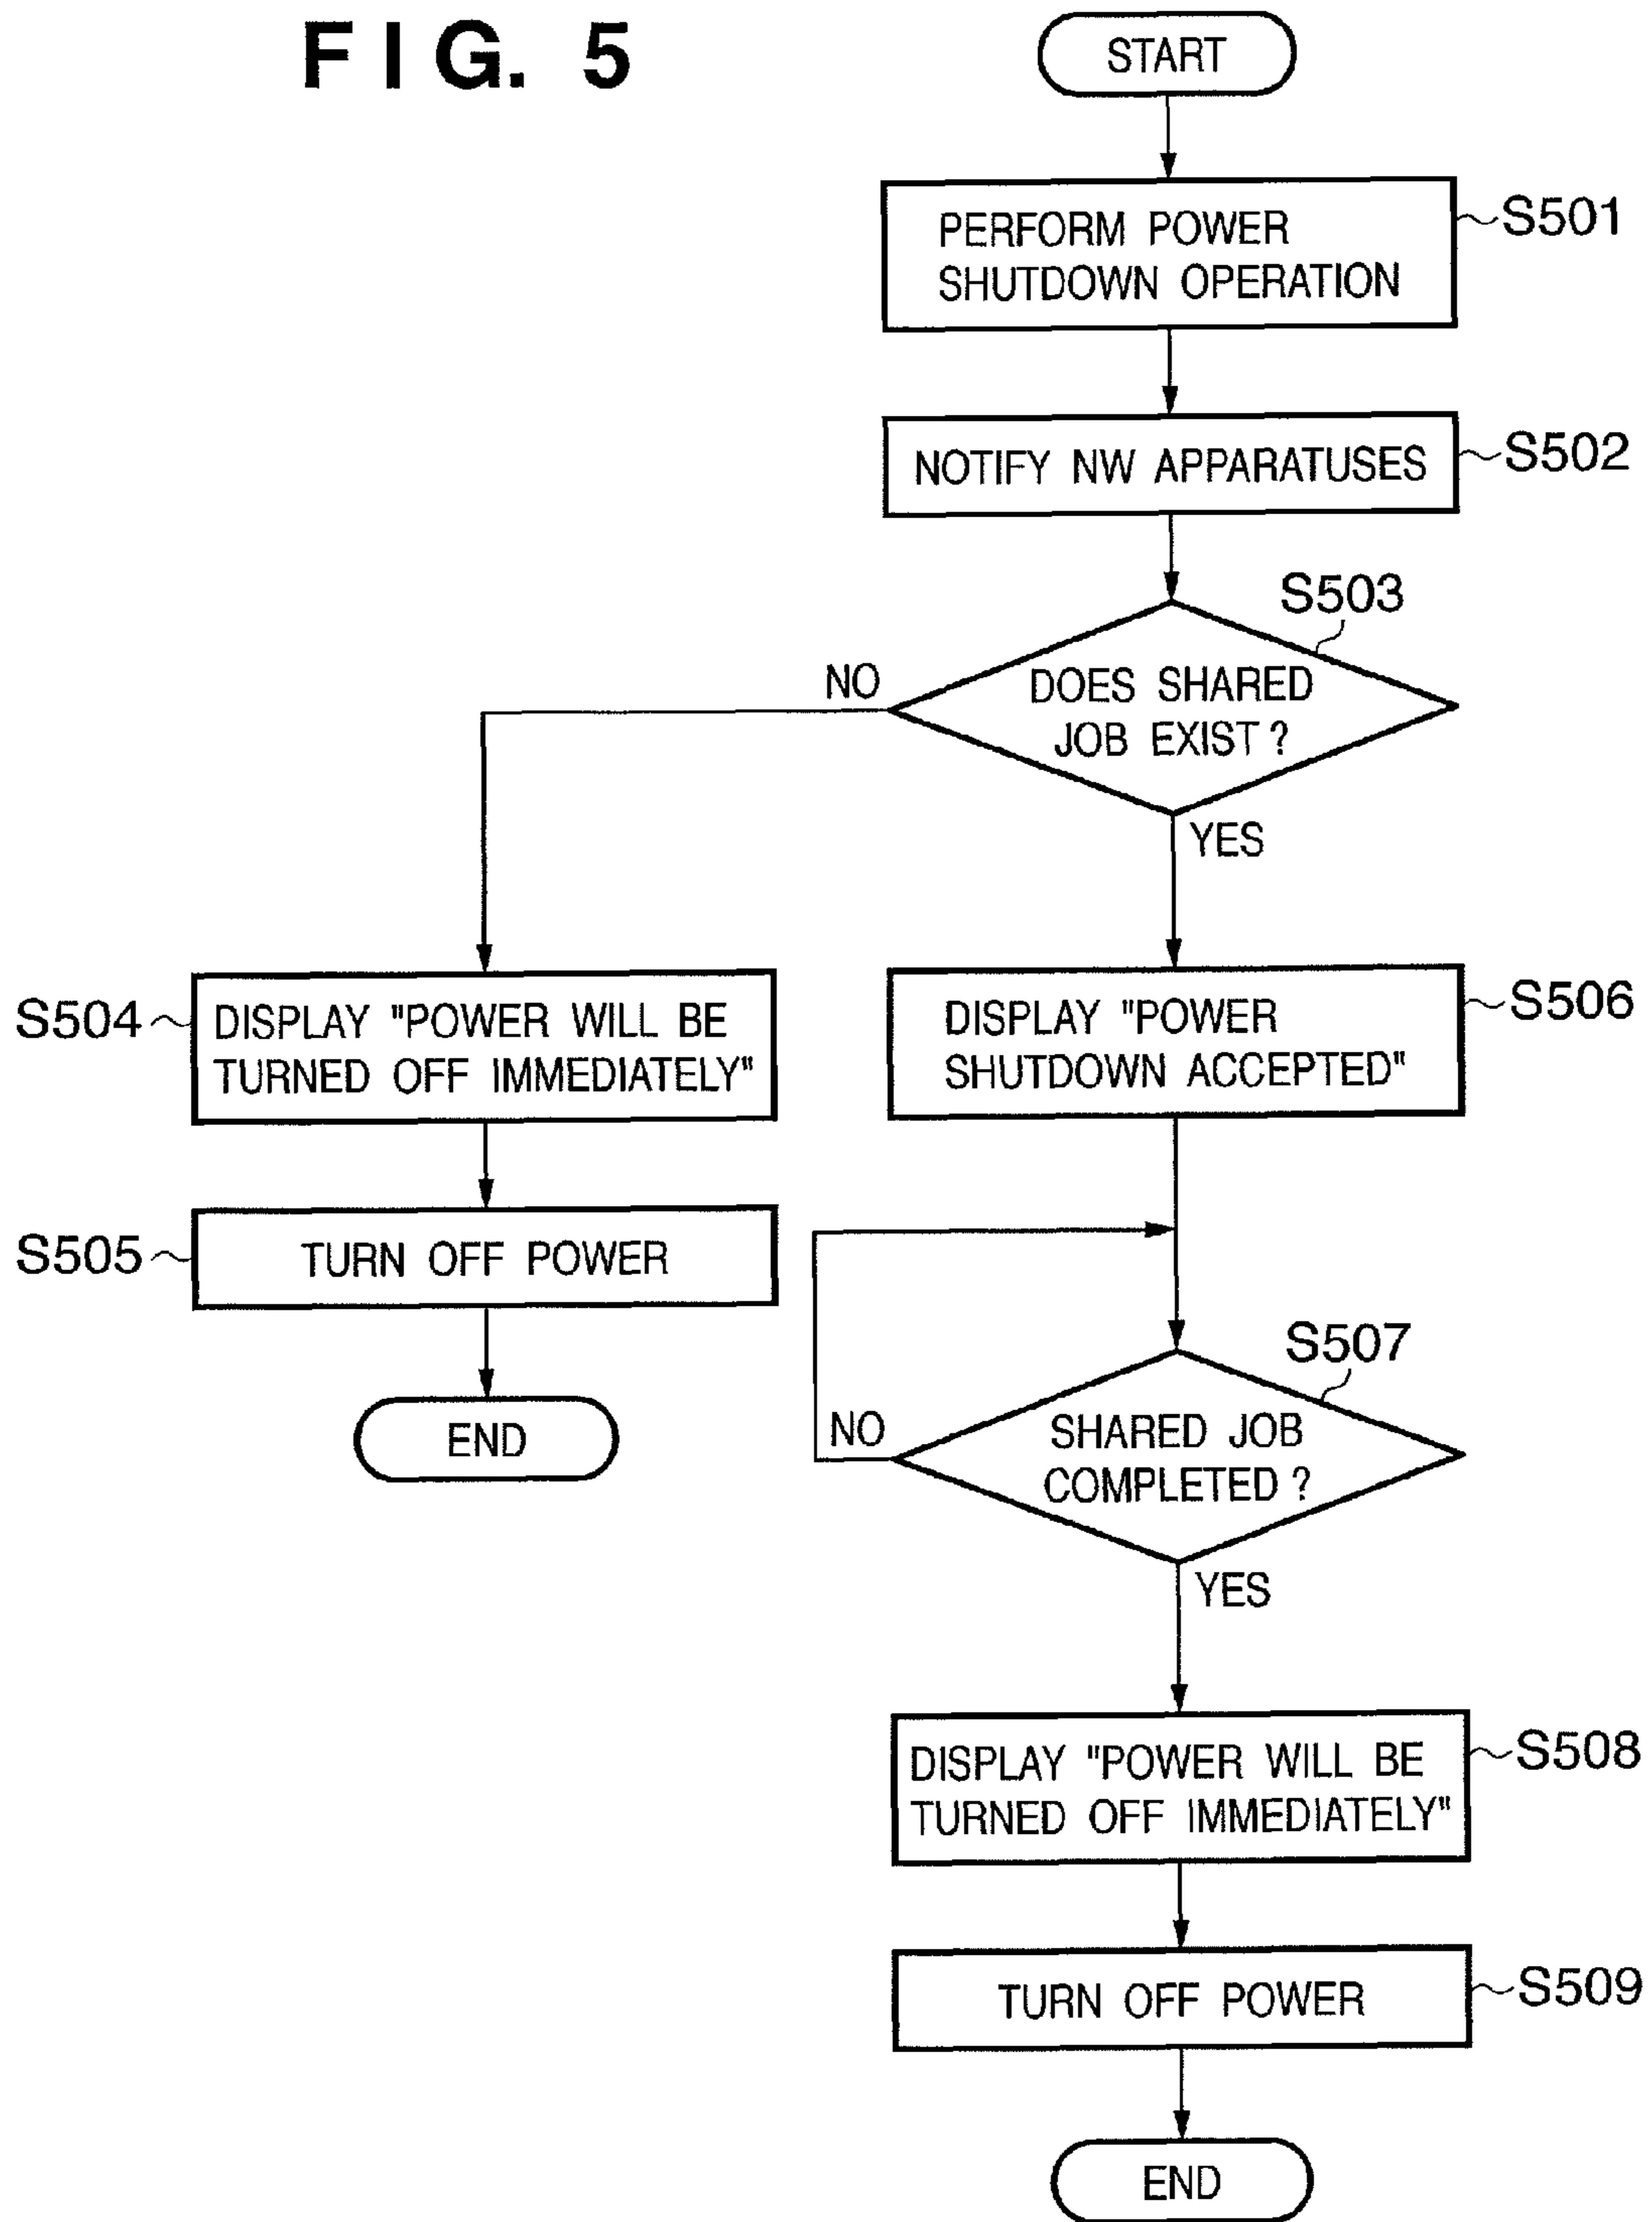 FIG. 5
START
PERFORM POWER
SHUTDOWN OPERATION
S501
NOTIFY NW APPARATUSES
S502
S503
DOES SHARED
JOB EXIST ?
NO
YES
S504
DISPLAY "POWER WILL BE
TURNED OFF IMMEDIATELY"
DISPLAY "POWER
SHUTDOWN ACCEPTED"
S506
S505
TURN OFF POWER
END
S507
SHARED JOB
COMPLETED ?
NO
YES
DISPLAY "POWER WILL BE
TURNED OFF IMMEDIATELY"
S508
TURN OFF POWER
S509
END